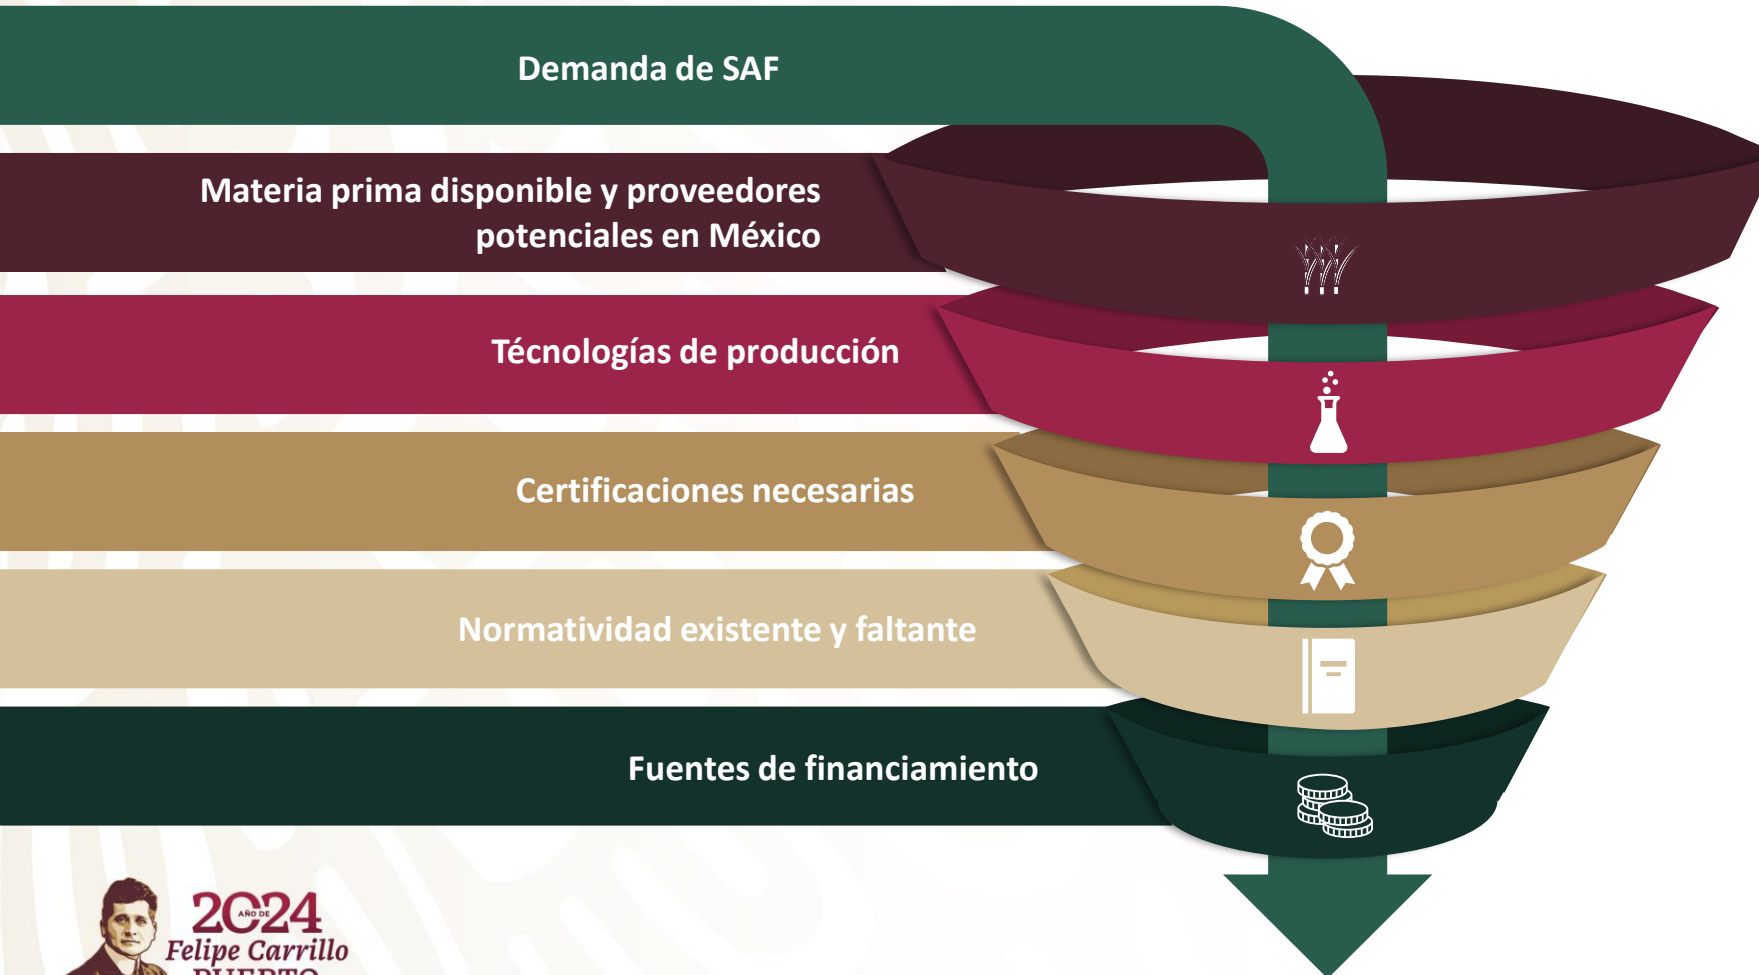 Demanda de SAF
Materia prima disponible y proveedores
potenciales en México
Técnologías de producción
Certificaciones necesarias
Normatividad existente y faltante
Fuentes de financiamiento
2024
AÑO DE
Felipe Carrillo
PUERTO